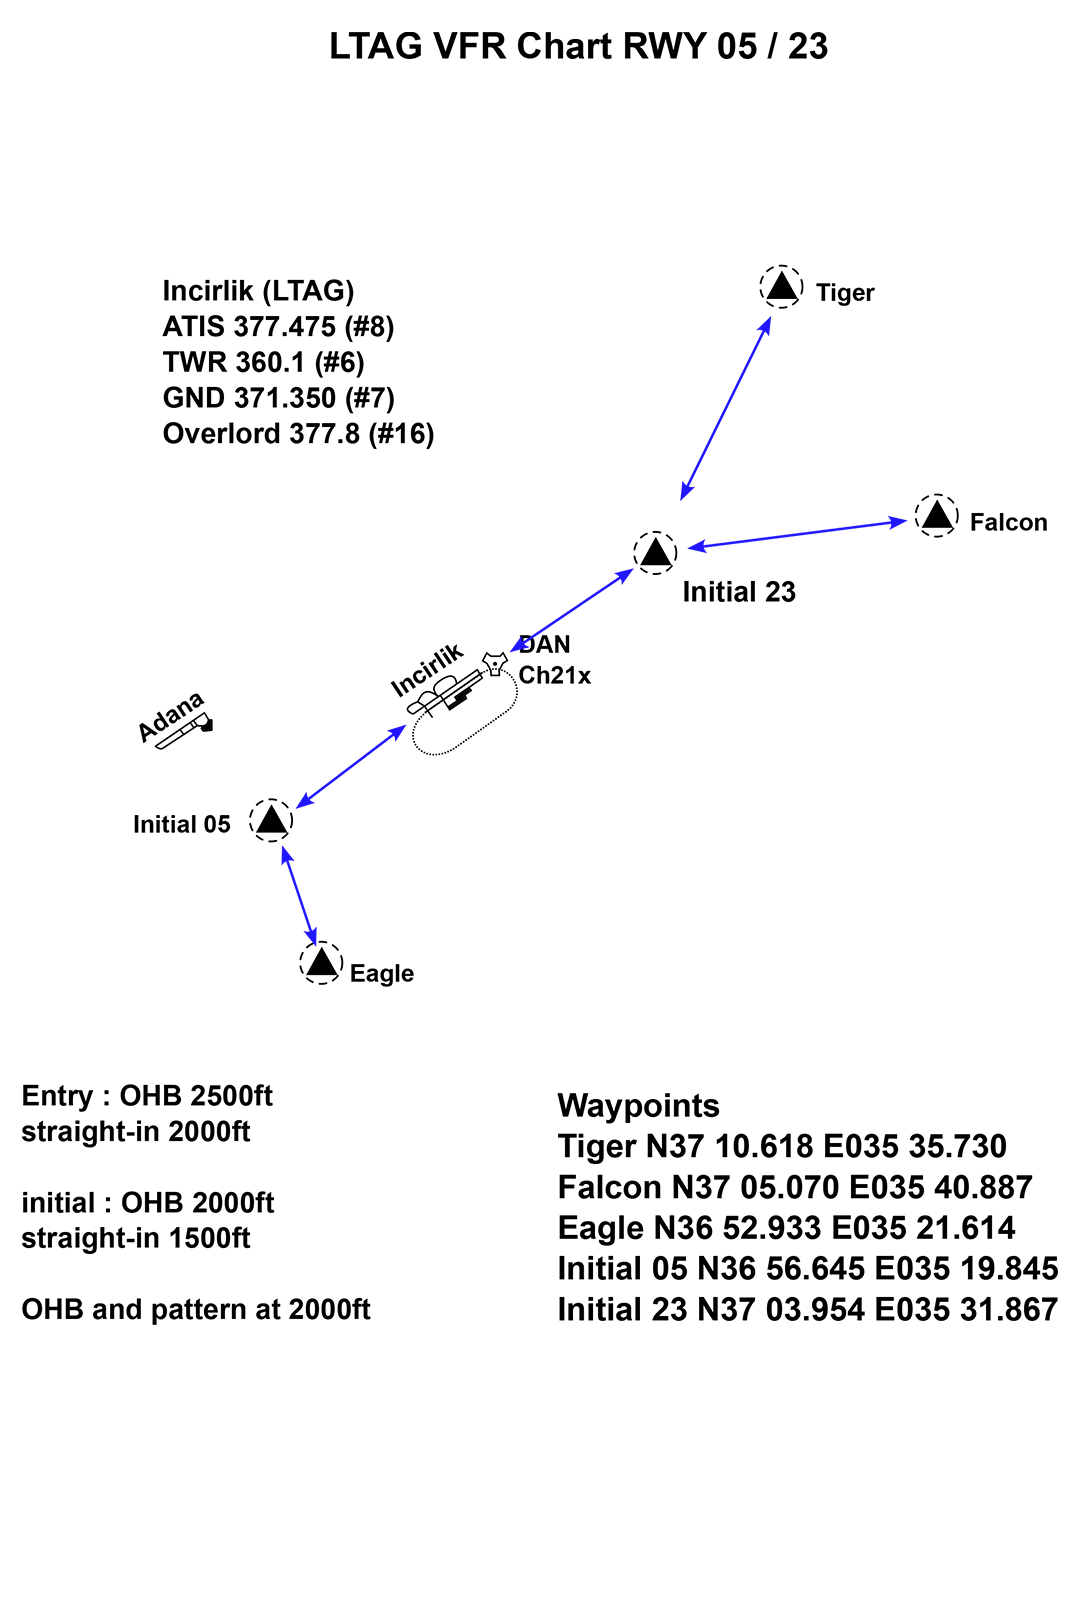 LTAG VFR Chart RWY 05 / 23
Incirlik (LTAG)
ATIS 377.475 (#8)
TWR 360.1 (#6)
GND 371.350 (#7)
Overlord 377.8 (#16)
Tiger
Falcon
Initial 23
DAN
Ch21x
Incirlik
Adana
Initial 05
Eagle
Entry : OHB 2500ft
straight-in 2000ft
initial : OHB 2000ft
straight-in 1500ft
OHB and pattern at 2000ft
Waypoints
Tiger N37 10.618 E035 35.730
Falcon N37 05.070 E035 40.887
Eagle N36 52.933 E035 21.614
Initial 05 N36 56.645 E035 19.845
Initial 23 N37 03.954 E035 31.867